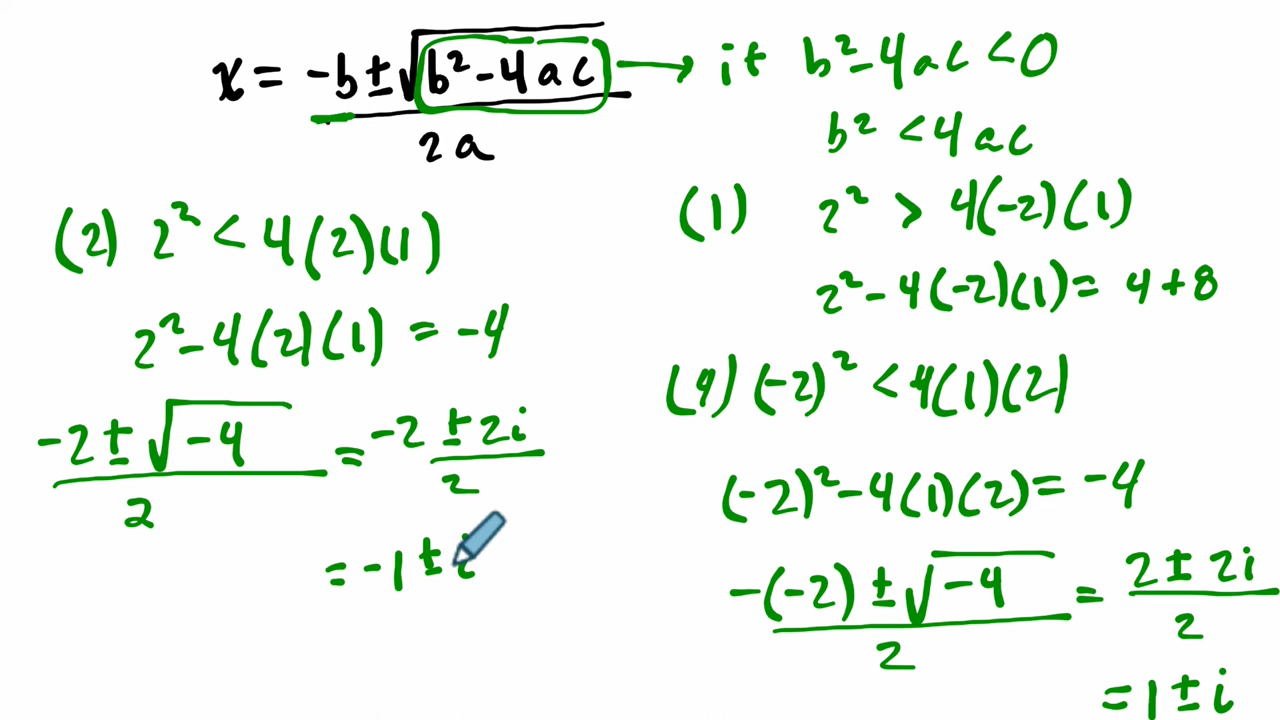 x = -b ± √b² - 4ac / 2a → if b² - 4ac < 0
b² < 4ac
(1) 2² > 4(-2)(1)
2² - 4(-2)(1) = 4 + 8
(2) 2² < 4(2)(1)
2² - 4(2)(1) = -4
-2 ± √-4 / 2 = -2 ± 2i / 2
= -1 ± i
(4) (-2)² < 4(1)(2)
(-2)² - 4(1)(2) = -4
-(-2) ± √-4 / 2 = 2 ± 2i / 2
= 1 ± i